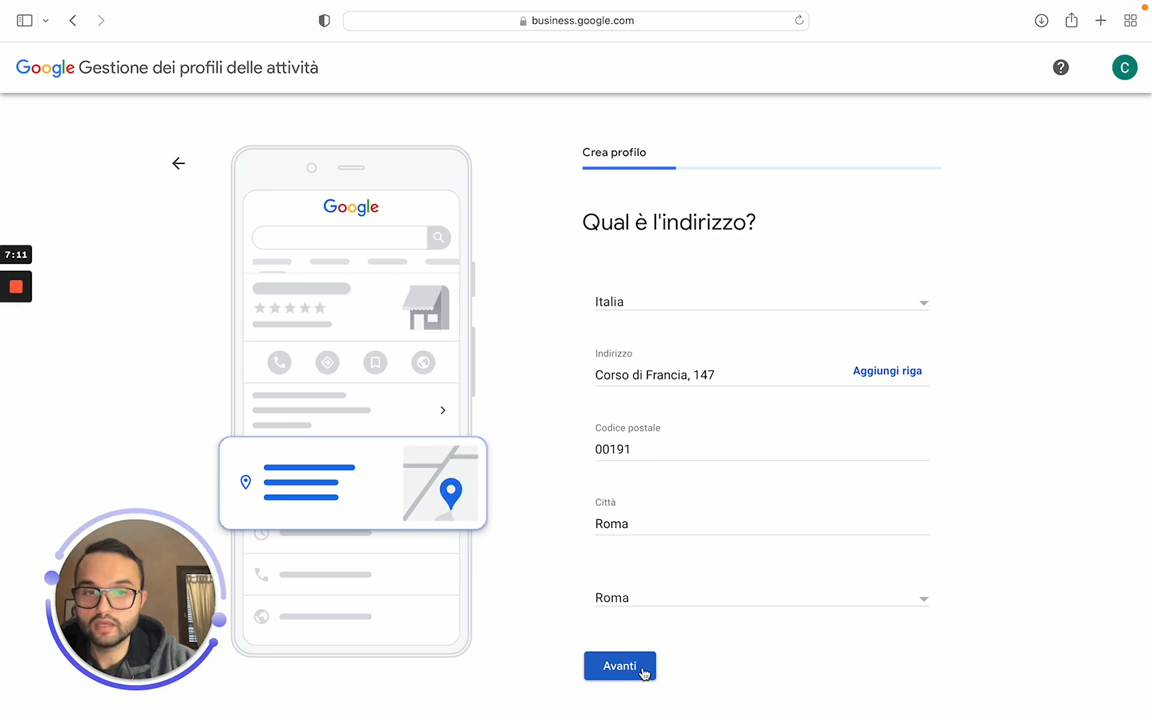 business.google.com
Google Gestione dei profili delle attività
C
Crea profilo
Google
Qual è l'indirizzo?
7:11
Italia
Indirizzo
Corso di Francia, 147
Aggiungi riga
Codice postale
00191
Città
Roma
Roma
Avanti